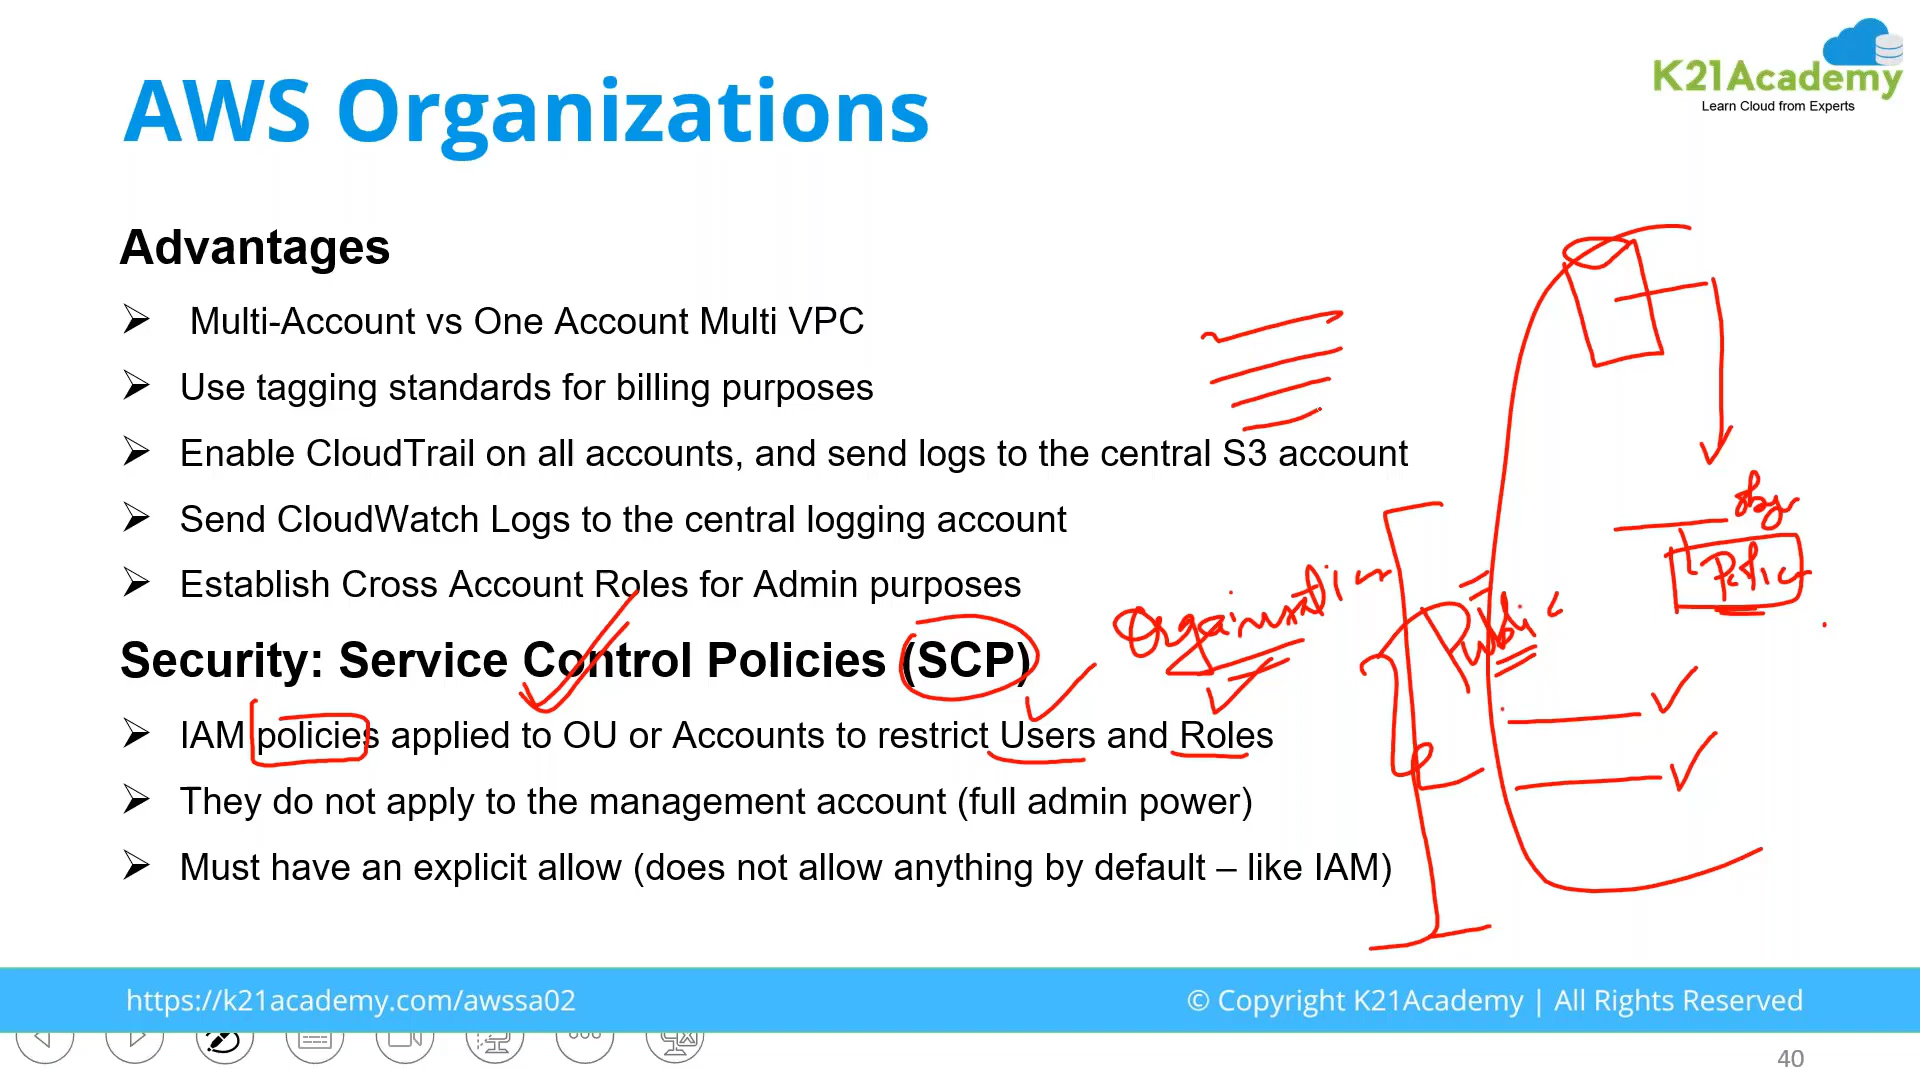 K21Academy
Learn Cloud from Experts
AWS Organizations
Advantages
Multi-Account vs One Account Multi VPC
Use tagging standards for billing purposes
Enable CloudTrail on all accounts, and send logs to the central S3 account
Send CloudWatch Logs to the central logging account
Establish Cross Account Roles for Admin purposes
Security: Service Control Policies (SCP)
IAM policies applied to OU or Accounts to restrict Users and Roles
They do not apply to the management account (full admin power)
Must have an explicit allow (does not allow anything by default – like IAM)
Public
https://k21academy.com/awssa02
© Copyright K21Academy | All Rights Reserved
40